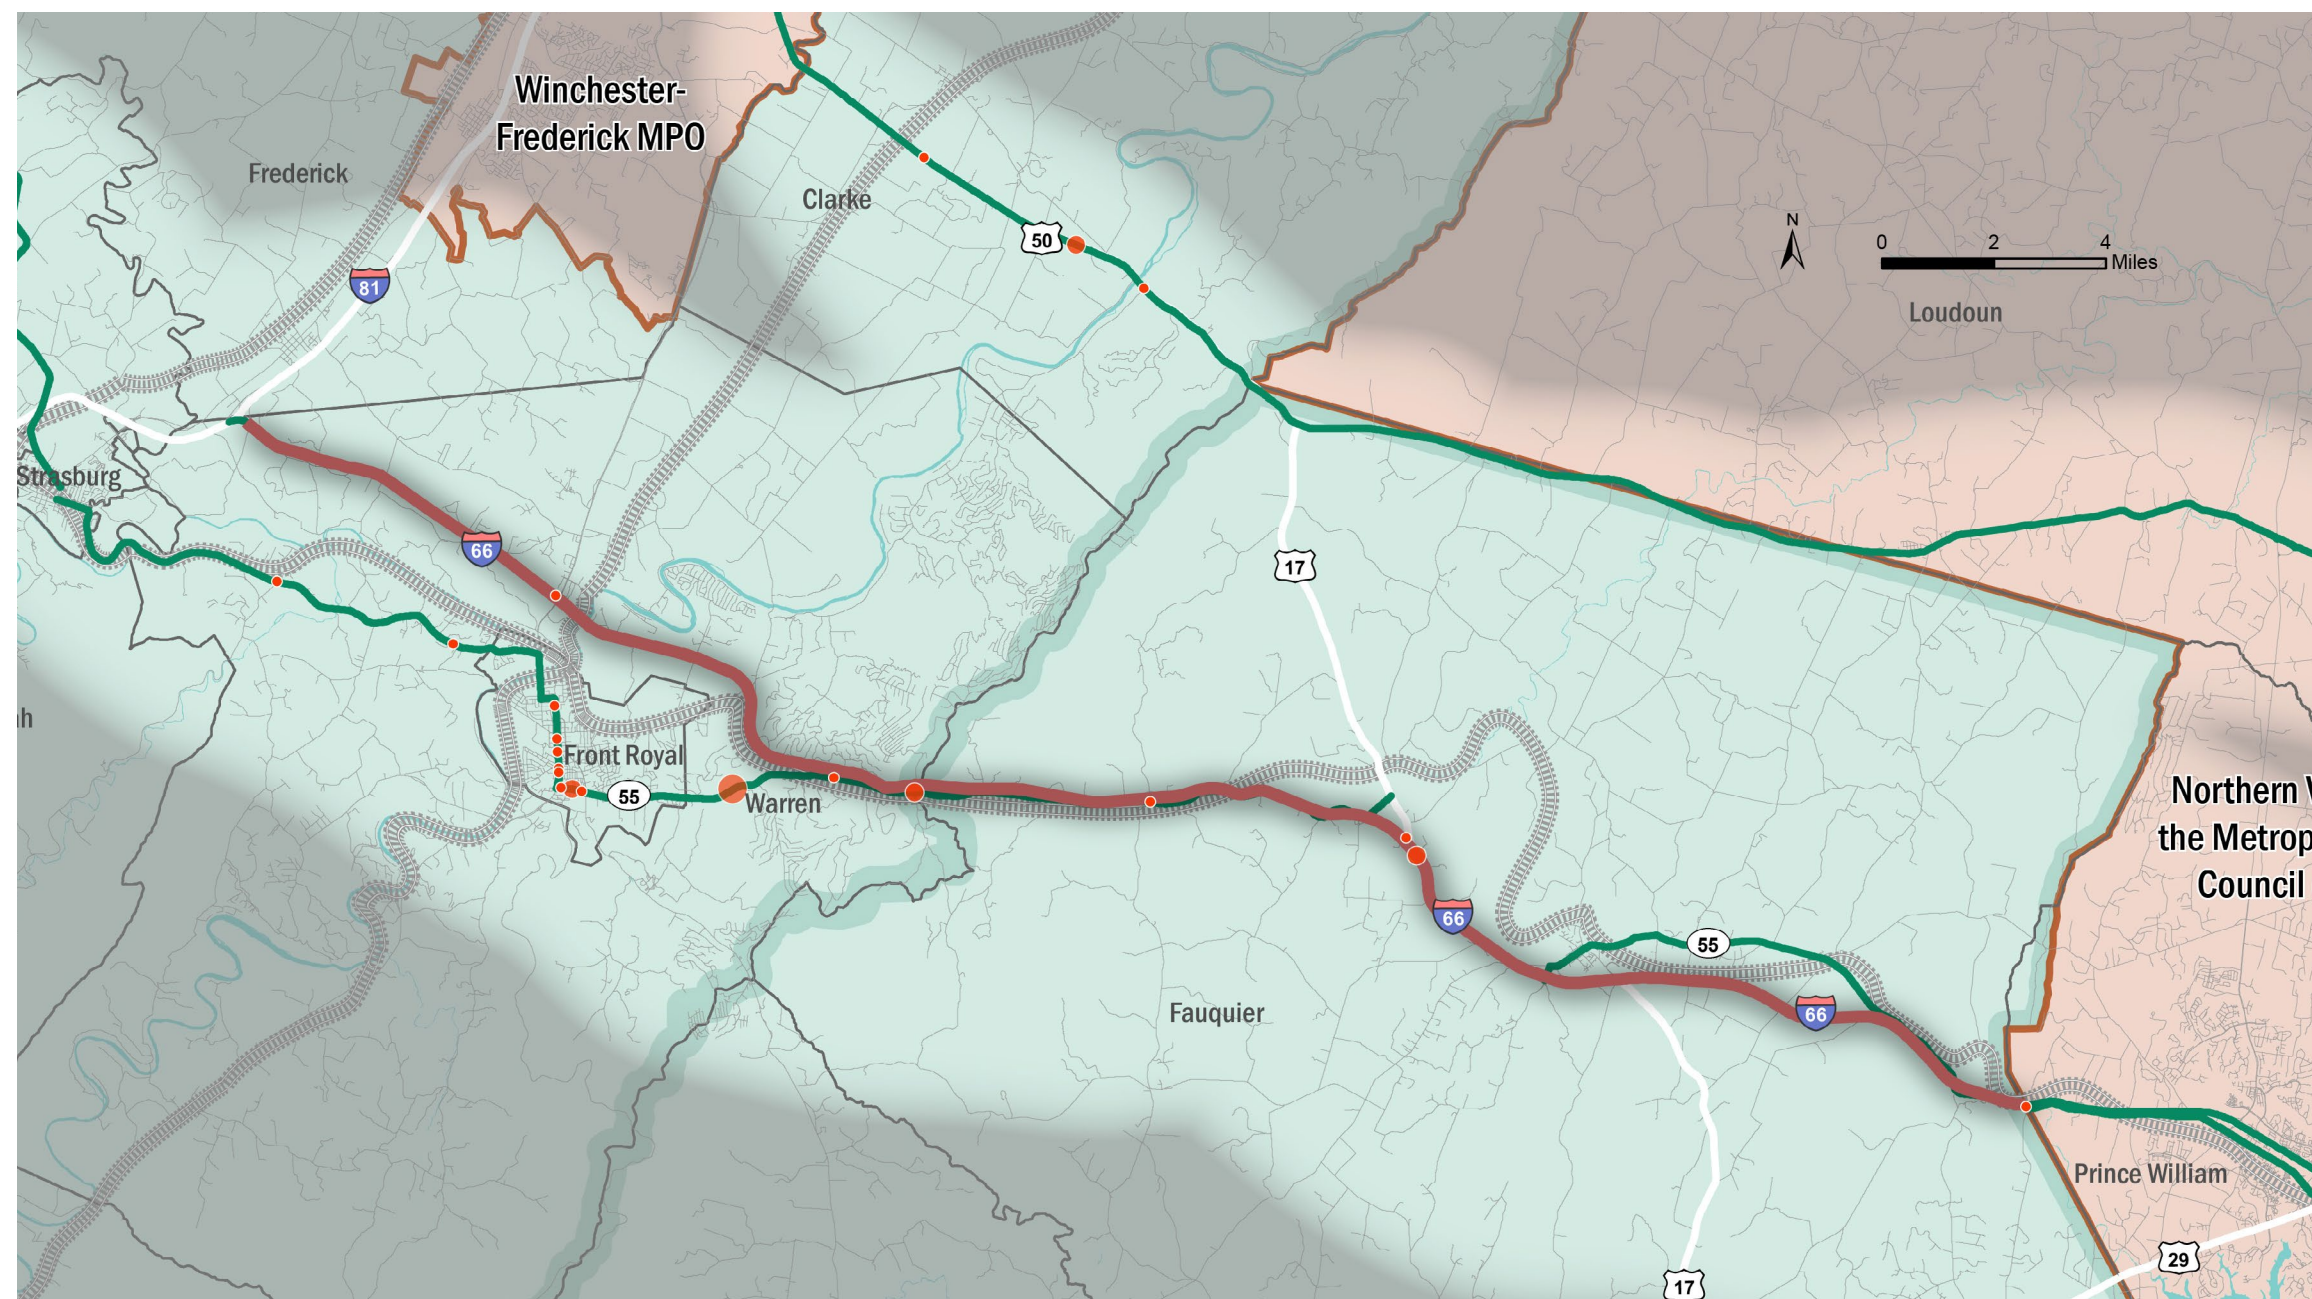 Winchester-
Frederick MPO
Frederick
Clarke
50
81
N
0 2 4
Miles
Loudoun
Strasburg
66
17
Front Royal
55
Warren
66
55
66
Fauquier
Northern
the Metrop
Council
Prince William
29
17